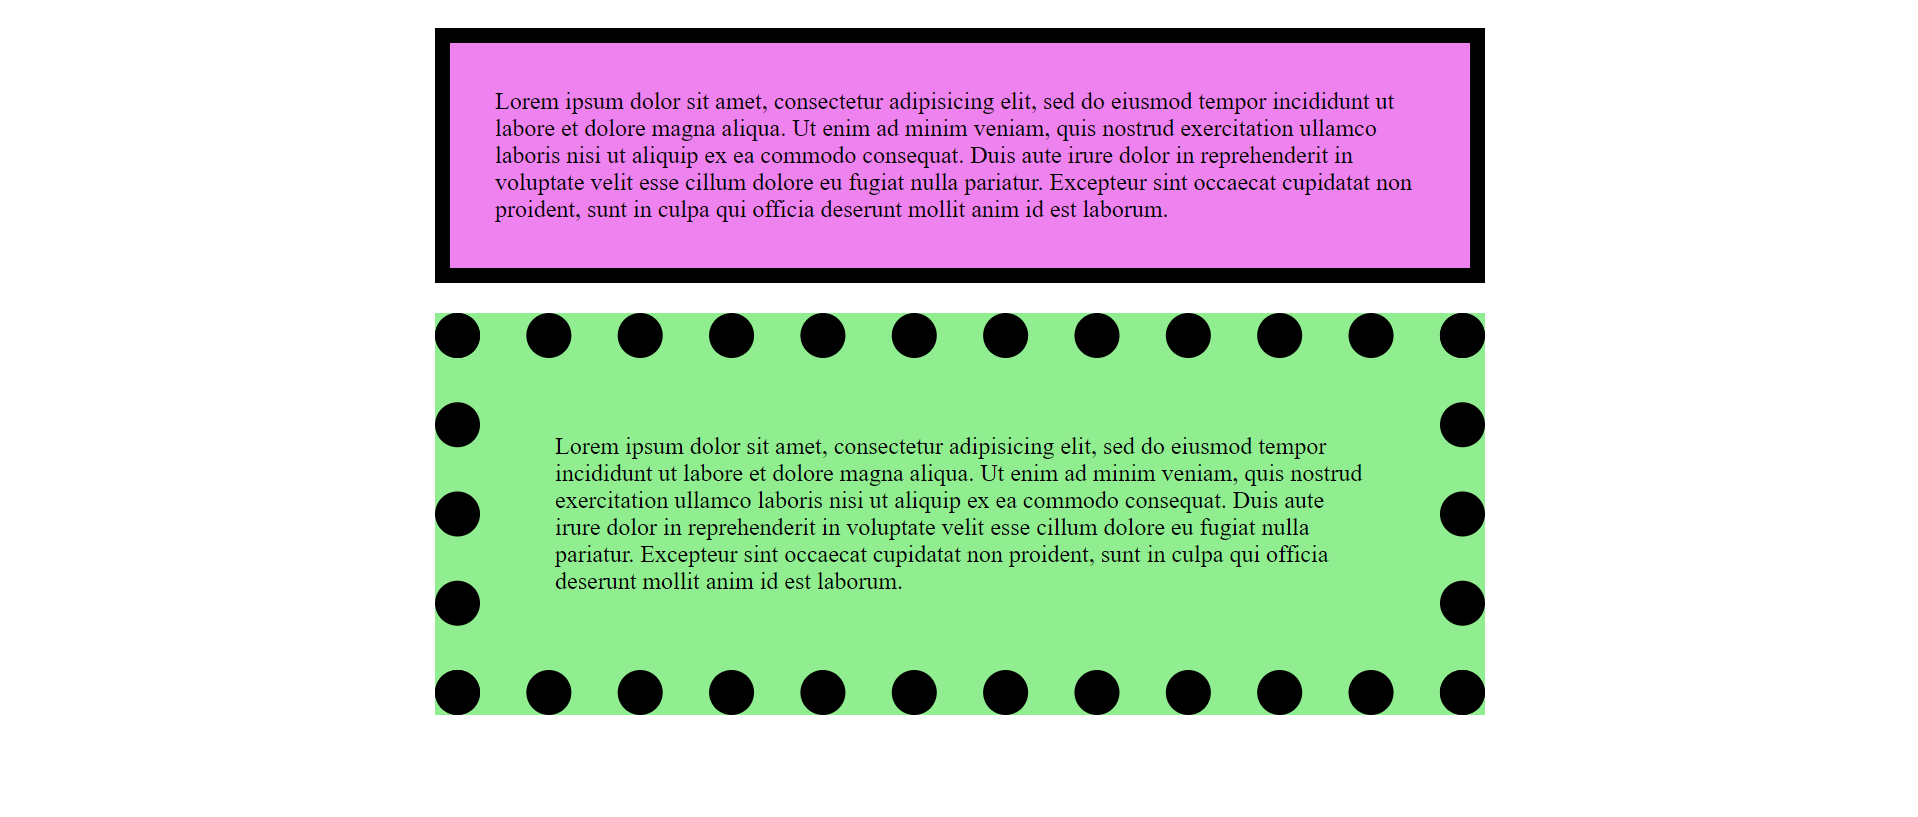 Lorem ipsum dolor sit amet, consectetur adipisicing elit, sed do eiusmod tempor incididunt ut
labore et dolore magna aliqua. Ut enim ad minim veniam, quis nostrud exercitation ullamco
laboris nisi ut aliquip ex ea commodo consequat. Duis aute irure dolor in reprehenderit in
voluptate velit esse cillum dolore eu fugiat nulla pariatur. Excepteur sint occaecat cupidatat non
proident, sunt in culpa qui officia deserunt mollit anim id est laborum.
Lorem ipsum dolor sit amet, consectetur adipisicing elit, sed do eiusmod tempor
incididunt ut labore et dolore magna aliqua. Ut enim ad minim veniam, quis nostrud
exercitation ullamco laboris nisi ut aliquip ex ea commodo consequat. Duis aute
irure dolor in reprehenderit in voluptate velit esse cillum dolore eu fugiat nulla
pariatur. Excepteur sint occaecat cupidatat non proident, sunt in culpa qui officia
deserunt mollit anim id est laborum.